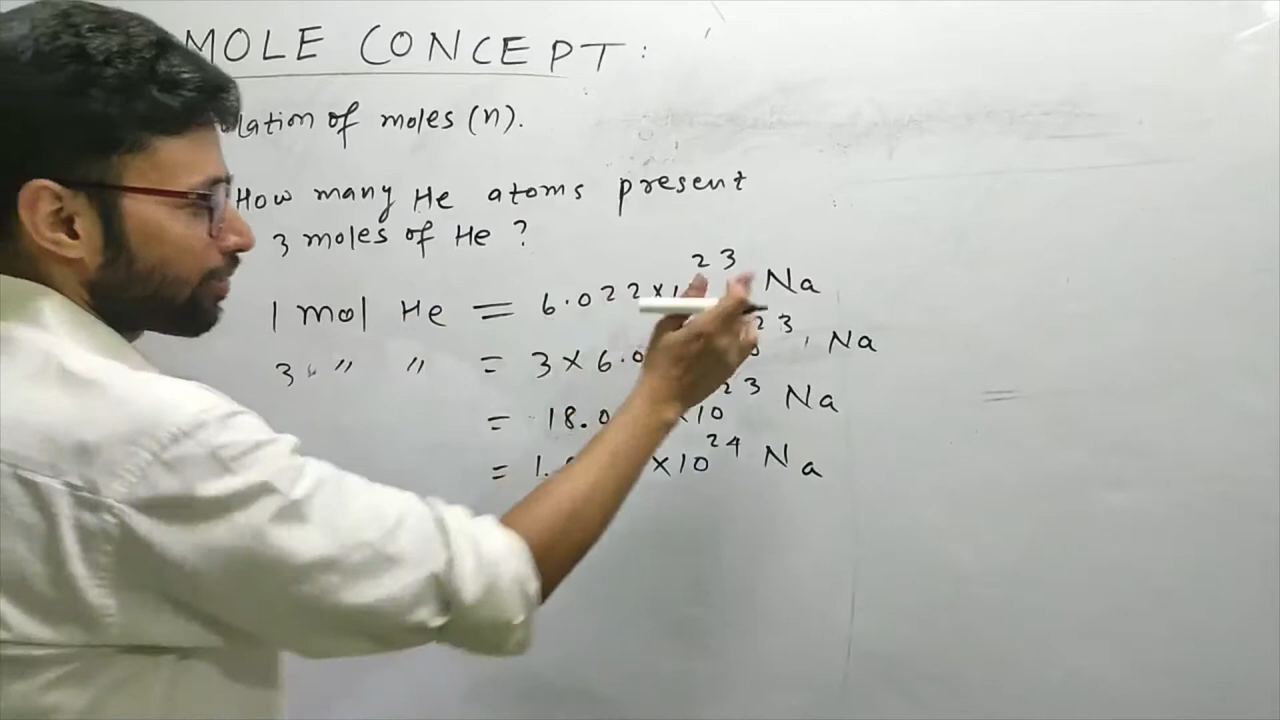 MOLE CONCEPT:
lation of moles (n).
How many He atoms present
3 moles of He ?
1 mol He = 6.022×1 23 Na
3 " " = 3×6.0 23, Na
= 18.0 ×10 23 Na
= 1. ×10 24 Na
=